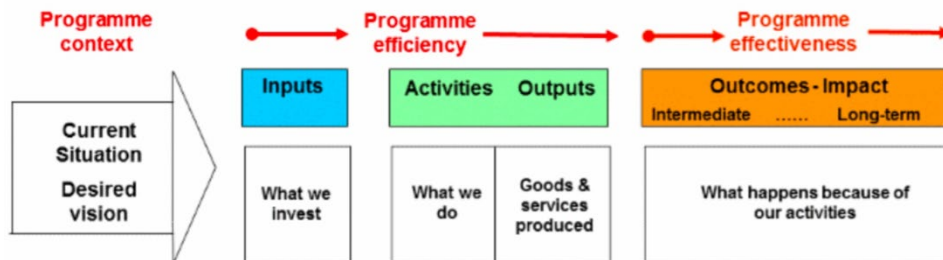 Programme
context
Programme
efficiency
Programme
effectiveness
Inputs
Activities Outputs
Outcomes - Impact
Intermediate ...... Long-term
Current
Situation
Desired
vision
What we
invest
What we
do
Goods &
services
produced
What happens because of
our activities